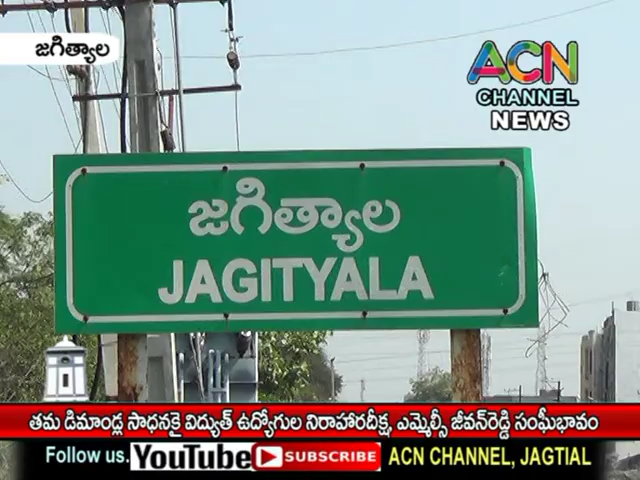 జగిత్యాల
ACN
CHANNEL
NEWS
జగిత్యాల
JAGITYALA
తమ డిమాండ్ల సాధనకై విద్యుత్ ఉద్యోగుల నిరాహారదీక్ష, ఎమ్మెల్సీ జీవన్‌రెడ్డి సంఘీభావం
Follow us. YouTube SUBSCRIBE ACN CHANNEL, JAGTIAL